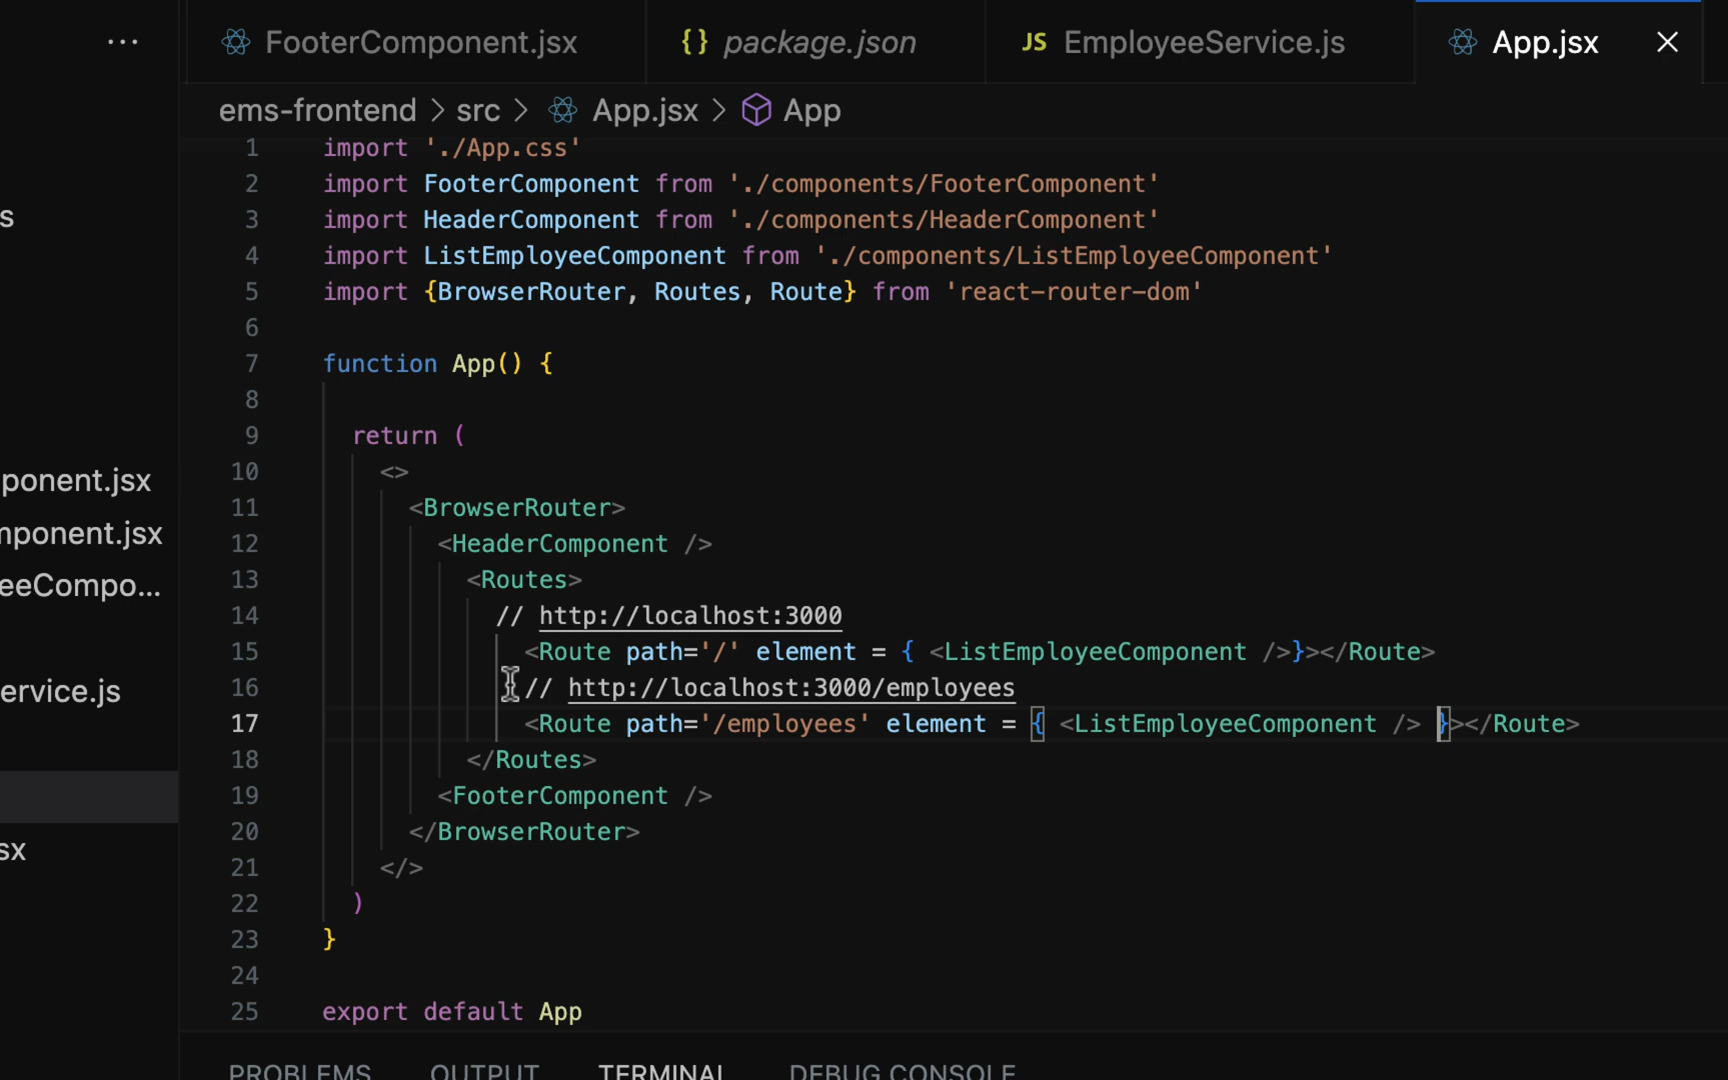 ... FooterComponent.jsx {} package.json JS EmployeeService.js App.jsx
ems-frontend > src > App.jsx > App
1 import './App.css'
2 import FooterComponent from './components/FooterComponent'
s
3 import HeaderComponent from './components/HeaderComponent'
4 import ListEmployeeComponent from './components/ListEmployeeComponent'
5 import {BrowserRouter, Routes, Route} from 'react-router-dom'
6
7 function App() {
8
9 return (
10 <>
ponent.jsx
11 <BrowserRouter>
mponent.jsx
12 <HeaderComponent />
13 <Routes>
eeCompo...
14 // http://localhost:3000
15 <Route path='/' element = { <ListEmployeeComponent />}></Route>
16 // http://localhost:3000/employees
ervice.js
17 <Route path='/employees' element = { <ListEmployeeComponent /> }></Route>
18 </Routes>
19 <FooterComponent />
20 </BrowserRouter>
sx
21 </>
22 )
23 }
24
25 export default App
PROBLEMS OUTPUT TERMINAL DEBUG CONSOLE